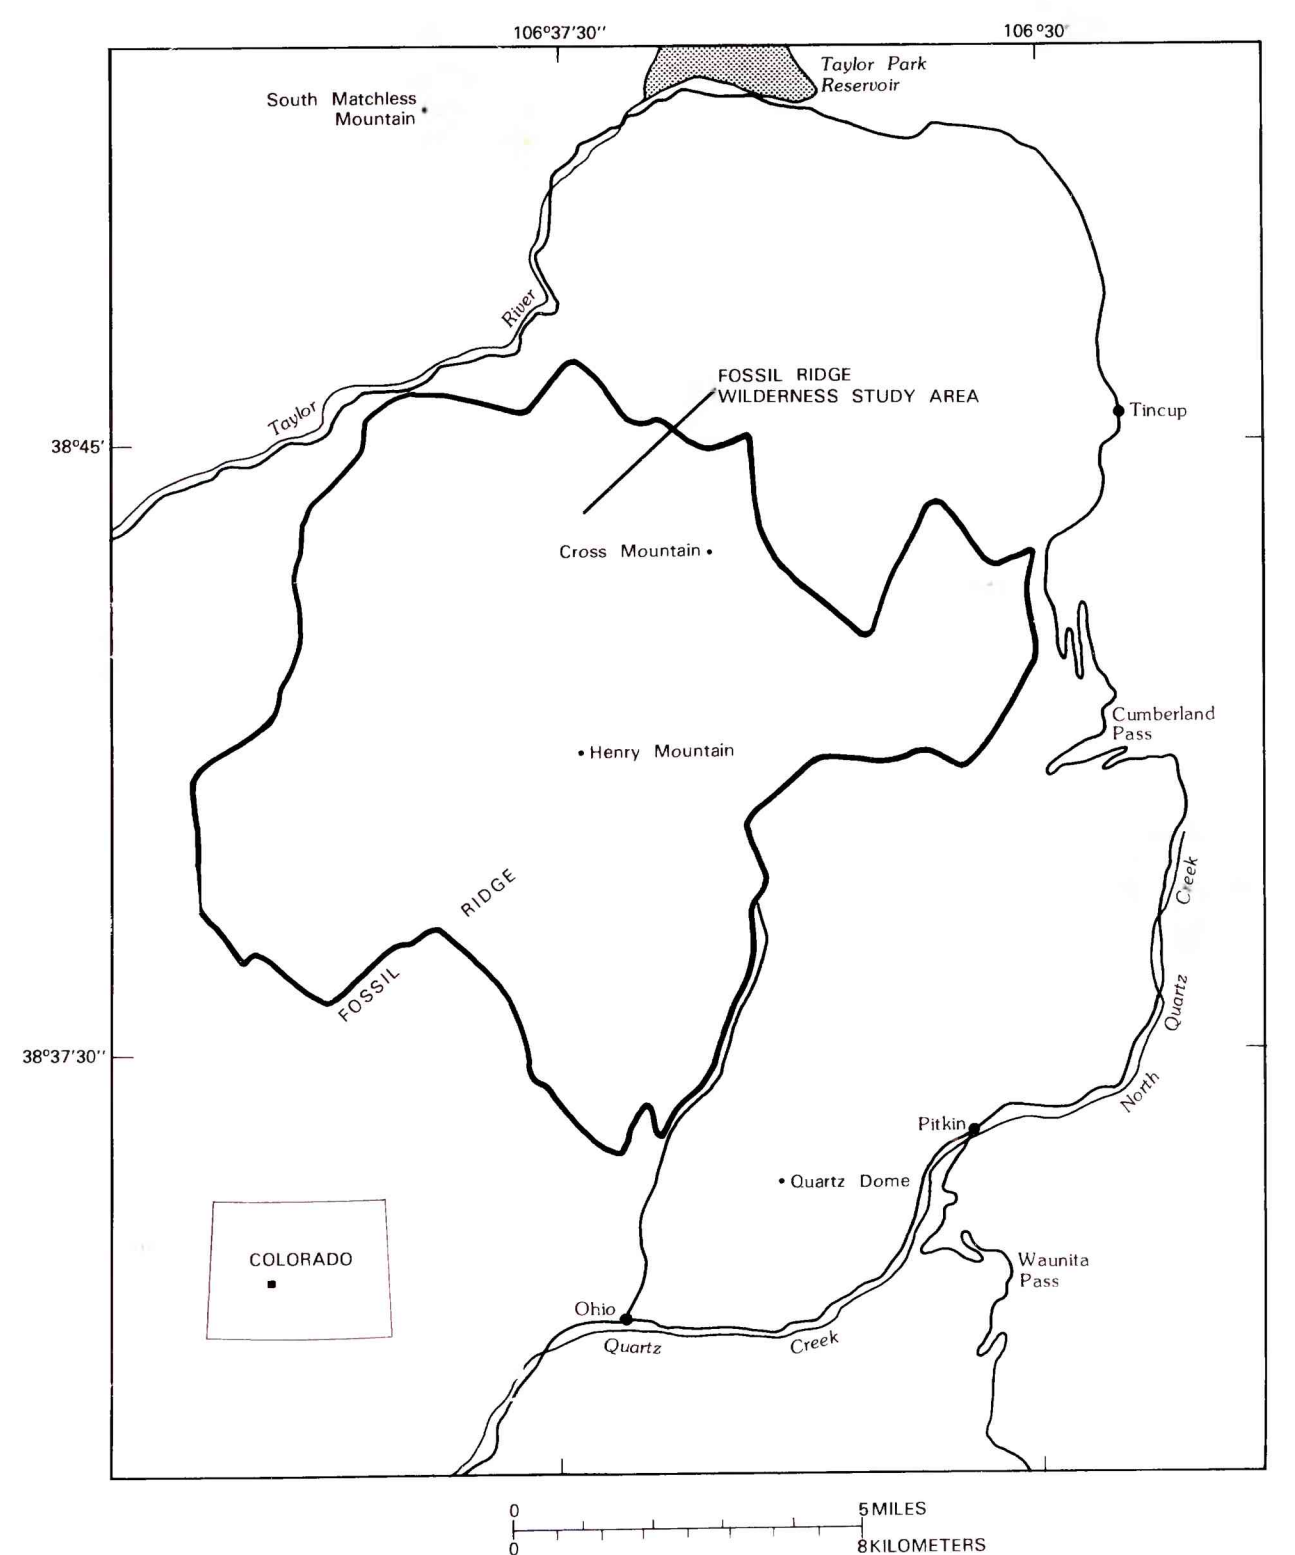 106°37'30''
106°30'
Taylor Park
Reservoir
South Matchless
Mountain
River
FOSSIL RIDGE
WILDERNESS STUDY AREA
Taylor
Tincup
38°45'
Cross Mountain
Cumberland
Pass
Henry Mountain
Creek
RIDGE
FOSSIL
Quartz
38°37'30''
North
Pitkin
Quartz Dome
COLORADO
Waunita
Pass
Ohio
Quartz
Creek
0 5 MILES
0 8 KILOMETERS